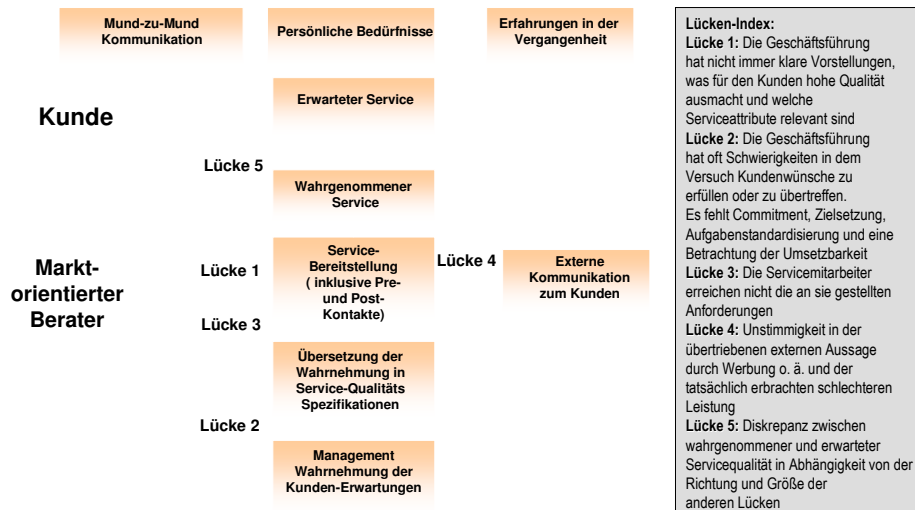 Mund-zu-Mund
Kommunikation
Persönliche Bedürfnisse
Erfahrungen in der
Vergangenheit
Erwarteter Service
Kunde
Lücke 5
Wahrgenommener
Service
Markt-
orientierter
Berater
Lücke 1
Service-
Bereitstellung
( inklusive Pre-
und Post-
Kontakte)
Lücke 4
Externe
Kommunikation
zum Kunden
Lücke 3
Übersetzung der
Wahrnehmung in
Service-Qualitäts
Spezifikationen
Lücke 2
Management
Wahrnehmung der
Kunden-Erwartungen
Lücken-Index:
Lücke 1: Die Geschäftsführung
hat nicht immer klare Vorstellungen,
was für den Kunden hohe Qualität
ausmacht und welche
Serviceattribute relevant sind
Lücke 2: Die Geschäftsführung
hat oft Schwierigkeiten in dem
Versuch Kundenwünsche zu
erfüllen oder zu übertreffen.
Es fehlt Commitment, Zielsetzung,
Aufgabenstandardisierung und eine
Betrachtung der Umsetzbarkeit
Lücke 3: Die Servicemitarbeiter
erreichen nicht die an sie gestellten
Anforderungen
Lücke 4: Unstimmigkeit in der
übertriebenen externen Aussage
durch Werbung o. ä. und der
tatsächlich erbrachten schlechteren
Leistung
Lücke 5: Diskrepanz zwischen
wahrgenommener und erwarteter
Servicequalität in Abhängigkeit von der
Richtung und Größe der
anderen Lücken